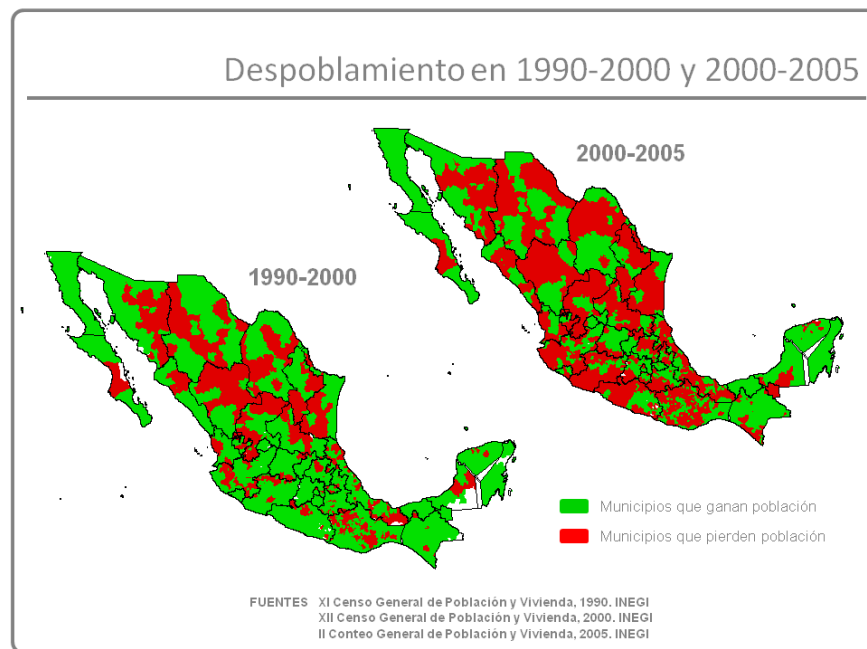 Despoblamiento en 1990-2000 y 2000-2005
2000-2005
1990-2000
Municipios que ganan población
Municipios que pierden población
FUENTES XI Censo General de Población y Vivienda, 1990. INEGI
XII Censo General de Población y Vivienda, 2000. INEGI
II Conteo General de Población y Vivienda, 2005. INEGI